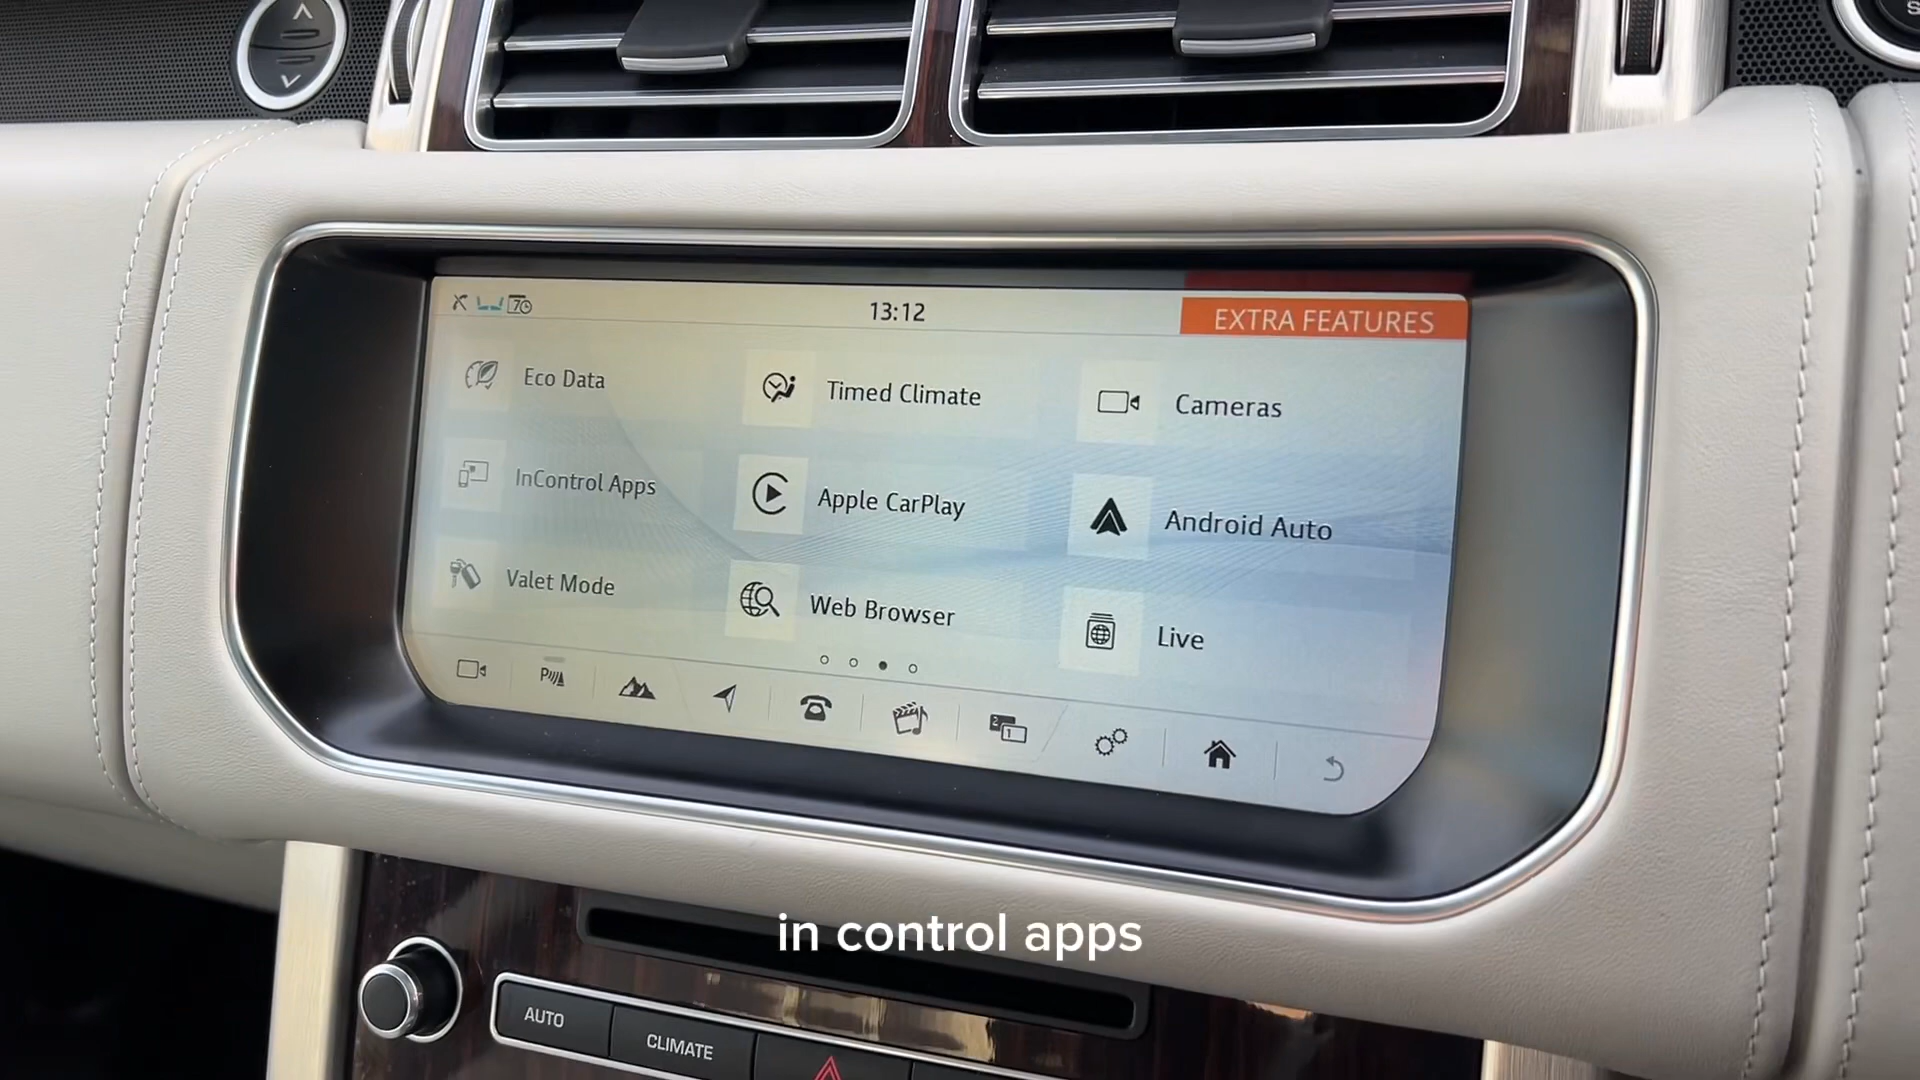 13:12
EXTRA FEATURES
Eco Data
Timed Climate
Cameras
InControl Apps
Apple CarPlay
Android Auto
Valet Mode
Web Browser
Live
in control apps
AUTO
CLIMATE